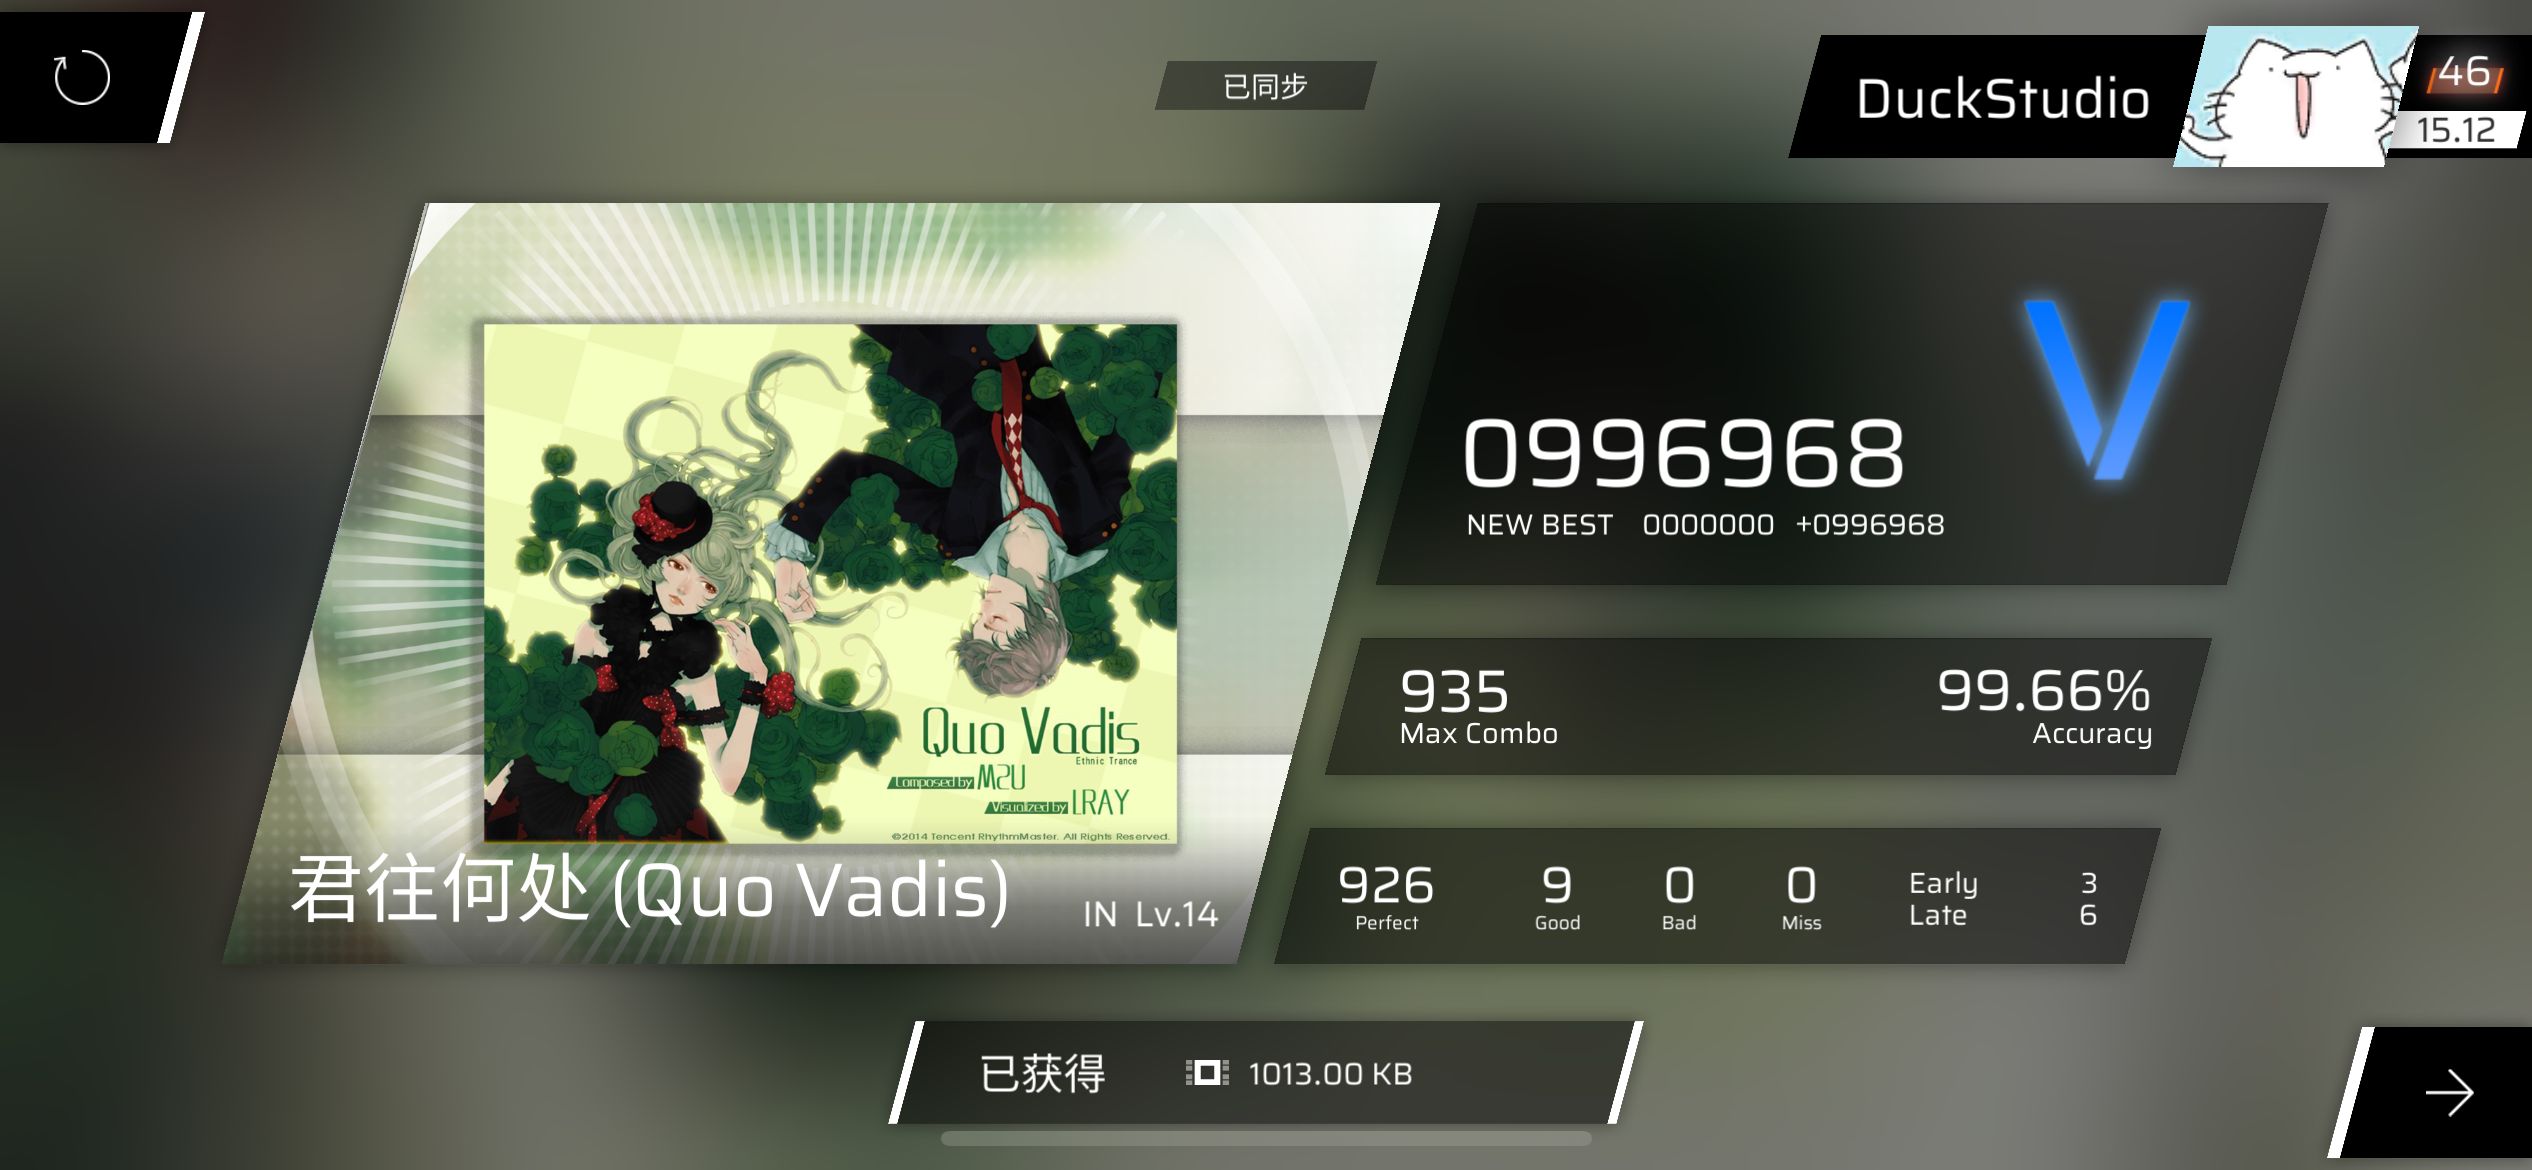 已同步
DuckStudio
46
15.12
Quo Vadis
Ethnic Trance
Composed by M2U
Visualized by LRAY
©2014 Tencent RhythmMaster. All Rights Reserved.
君往何处 (Quo Vadis)
IN Lv.14
V
0996968
NEW BEST 0000000 +0996968
935
Max Combo
99.66%
Accuracy
926
Perfect
9
Good
0
Bad
0
Miss
Early 3
Late 6
已获得 1013.00 KB